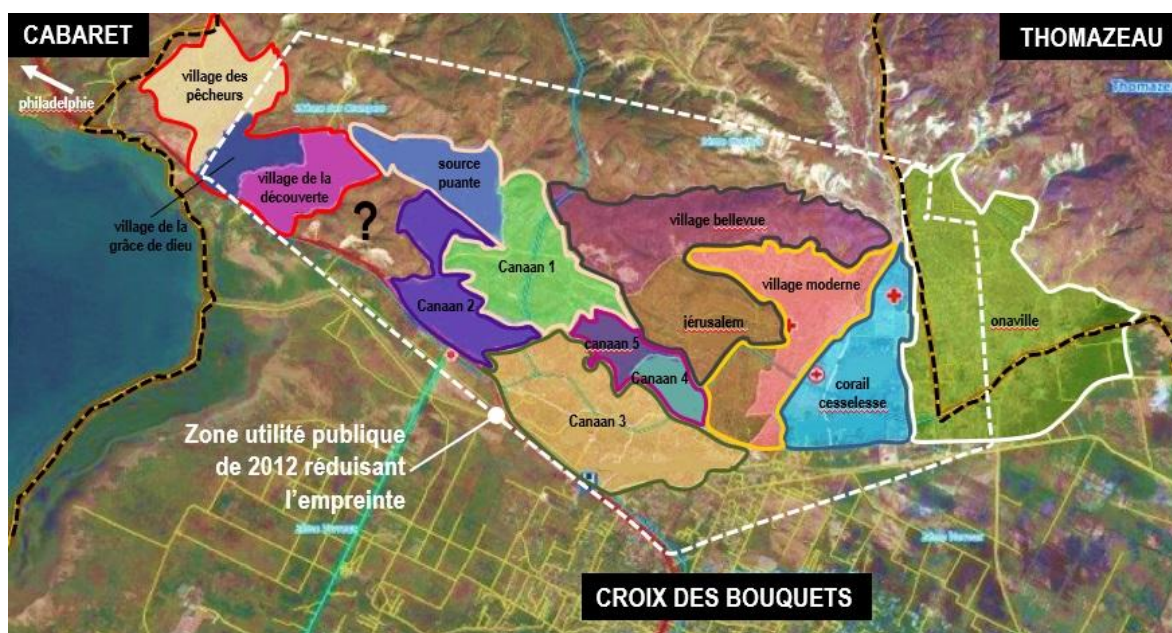 CABARET
THOMAZEAU
philadelphie
village des
pêcheurs
Thomaze
source
puante
village de la
découverte
village de la
grâce de dieu
?
village bellevue
Canaan 1
village moderne
Canaan 2
jérusalem
onaville
canaan 5
Canaan 4
corail
cesselesse
Canaan 3
Zone utilité publique
de 2012 réduisant
l’empreinte
CROIX DES BOUQUETS